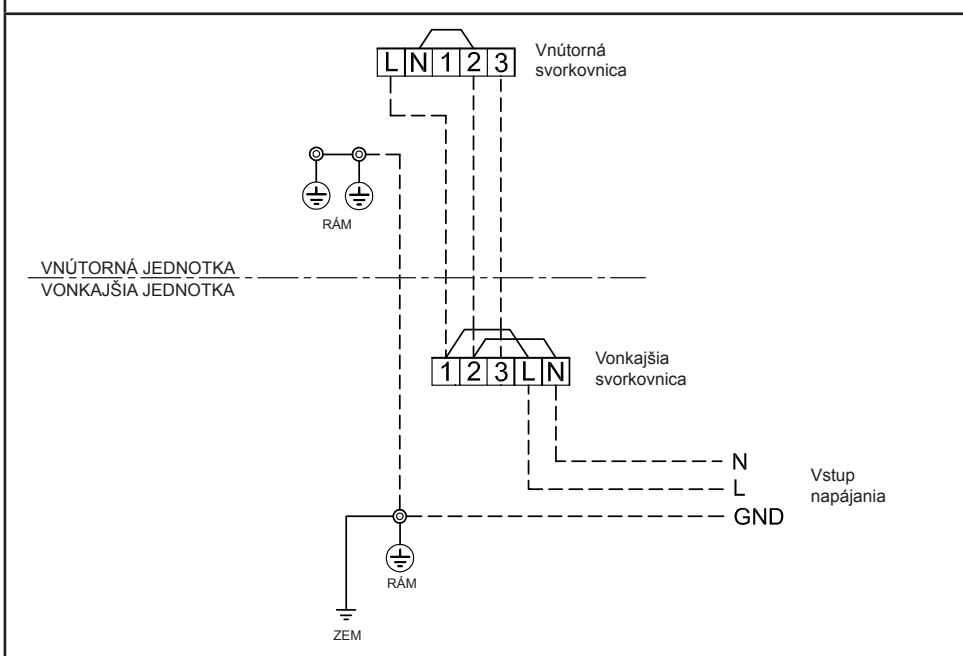 L N 1 2 3
Vnútorná
svorkovnica
RÁM
VNÚTORNÁ JEDNOTKA
VONKAJŠIA JEDNOTKA
1 2 3 L N
Vonkajšia
svorkovnica
N
L
GND
Vstup
napájania
RÁM
ZEM